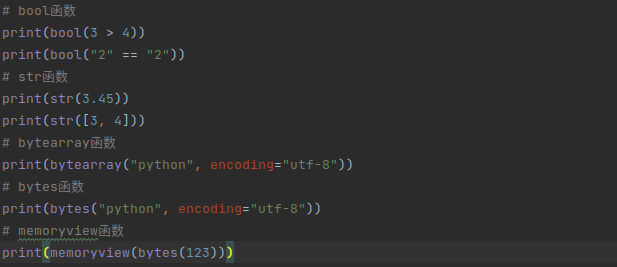 # bool函数
print(bool(3 > 4))
print(bool("2" == "2"))
# str函数
print(str(3.45))
print(str([3, 4]))
# bytearray函数
print(bytearray("python", encoding="utf-8"))
# bytes函数
print(bytes("python", encoding="utf-8"))
# memoryview函数
print(memoryview(bytes(123)))